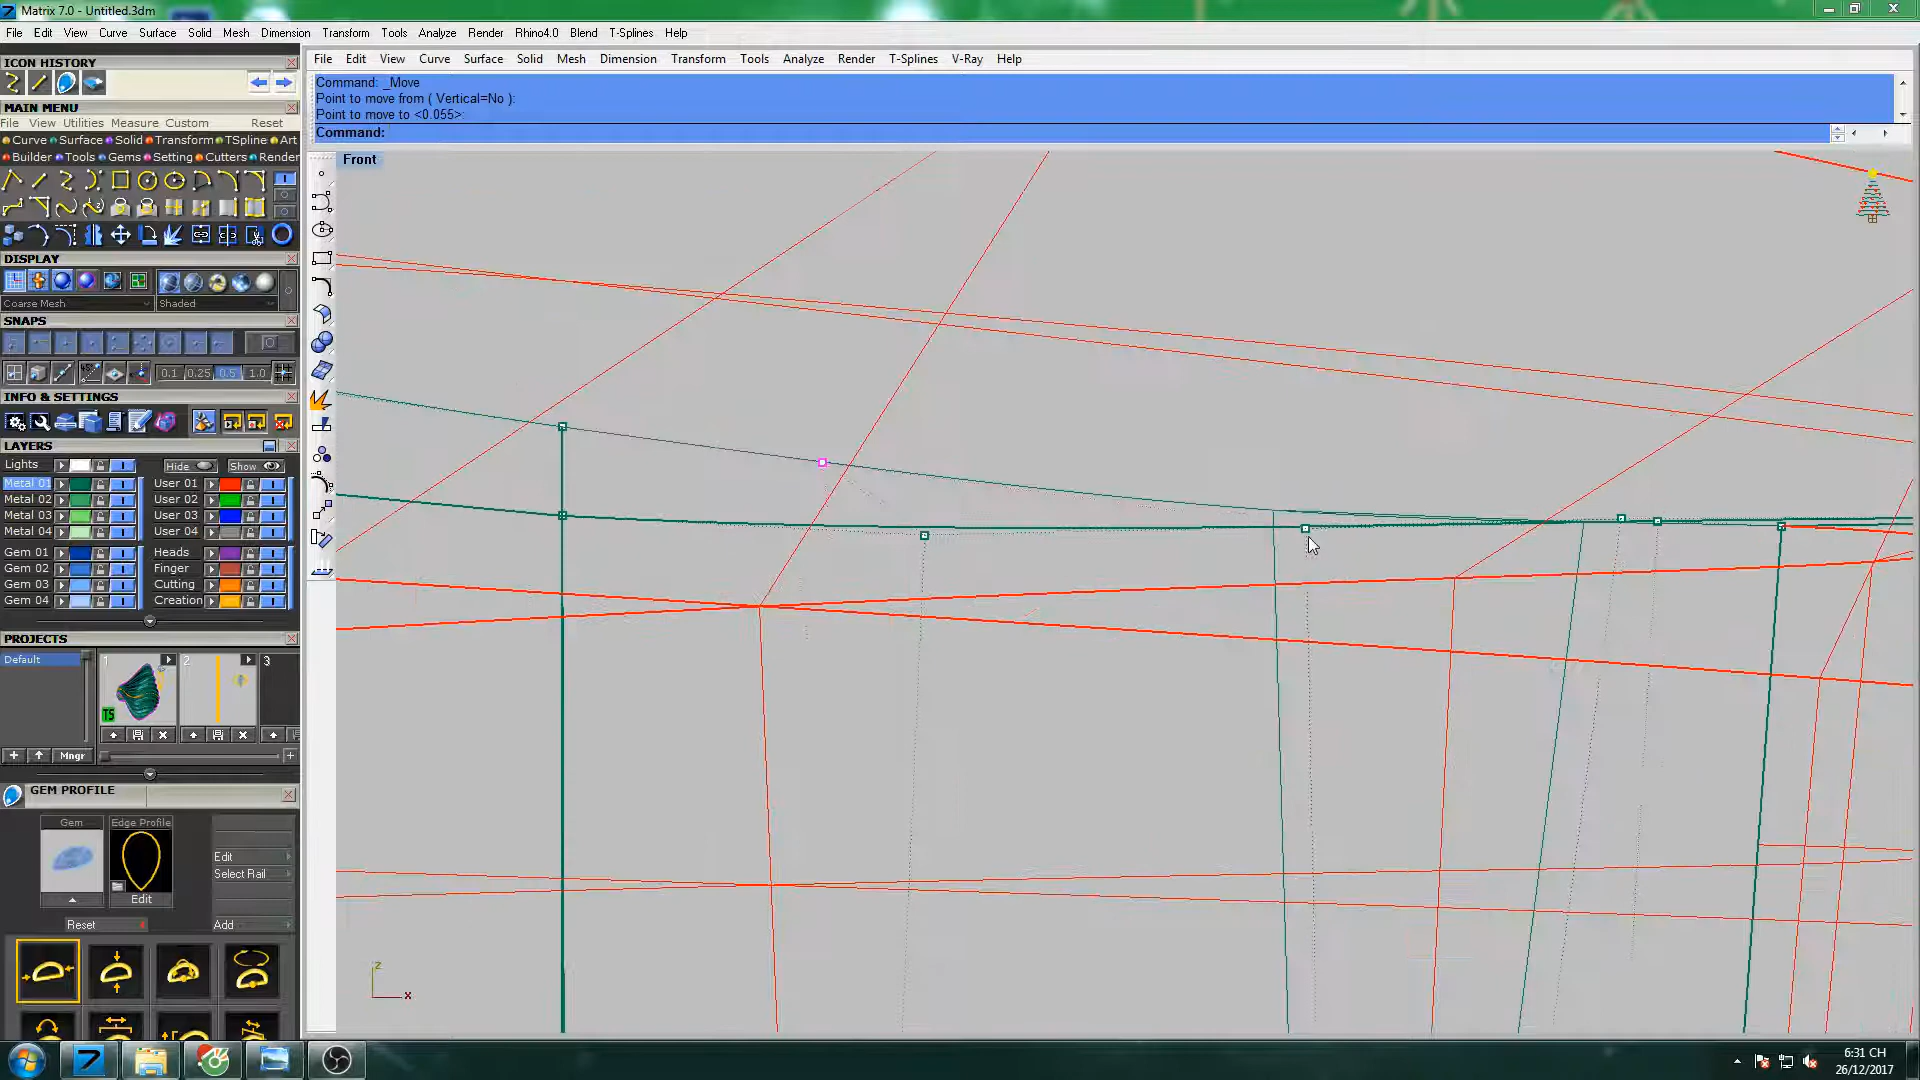 Matrix 7.0 - Untitled.3dm
File Edit View Curve Surface Solid Mesh Dimension Transform Tools Analyze Render Rhino4.0 Blend T-Splines Help
ICON HISTORY
MAIN MENU
File View Utilities Measure Custom Reset
Curve Surface Solid Transform TSpline Art
Builder Tools Gems Setting Cutters Render
DISPLAY
Coarse Mesh Shaded
SNAPS
0.1 0.25 0.5 1.0
INFO & SETTINGS
LAYERS
Lights Hide Show
Metal 01 User 01
Metal 02 User 02
Metal 03 User 03
Metal 04 User 04
Gem 01 Heads
Gem 02 Finger
Gem 03 Cutting
Gem 04 Creation
PROJECTS
Default 1 2 3
TS
Mngr
GEM PROFILE
Gem Edge Profile
Edit
Select Rail
Edit
Reset Add
File Edit View Curve Surface Solid Mesh Dimension Transform Tools Analyze Render T-Splines V-Ray Help
Command: _Move
Point to move from ( Vertical=No ):
Point to move to <0.055>:
Command:
Front
z
x
6:31 CH
26/12/2017